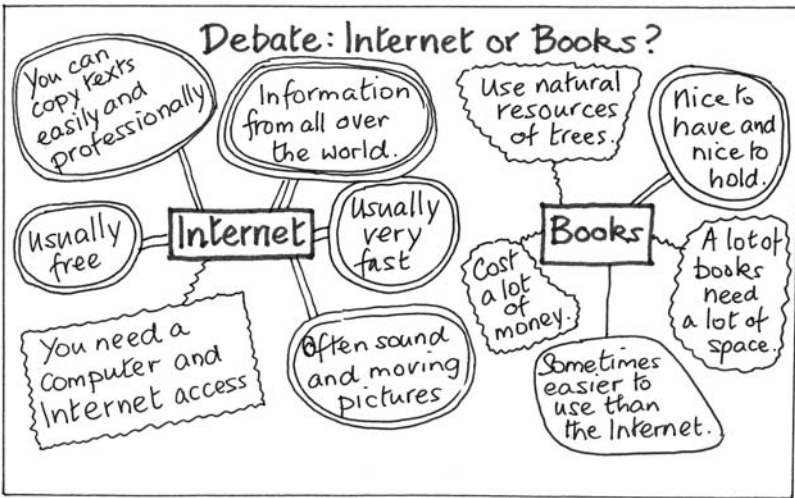 Debate: Internet or Books?
You can
copy texts
easily and
professionally
Information
from all over
the world.
Usually
free
Internet
Usually
very
fast
You need a
computer and
Internet access
Often sound
and moving
pictures
Use natural
resources
of trees.
Nice to
have and
nice to
hold.
Books
Cost
a lot
of
money.
A lot of
books
need
a lot of
space.
Sometimes
easier to
use than
the Internet.